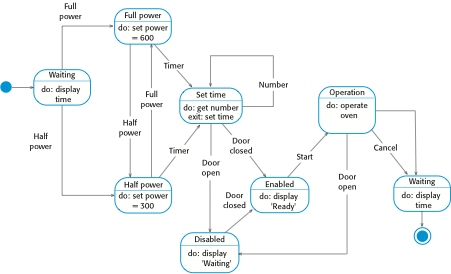 Full
power
Full power
do: set power
= 600
Timer
Waiting
do: display
time
Half
power
Full
power
Half
power
Set time
do: get number
exit: set time
Number
Operation
do: operate
oven
Timer
Door
closed
Door
open
Start
Cancel
Half power
do: set power
= 300
Door
closed
Enabled
do: display
'Ready'
Door
open
Waiting
do: display
time
Disabled
do: display
'Waiting'